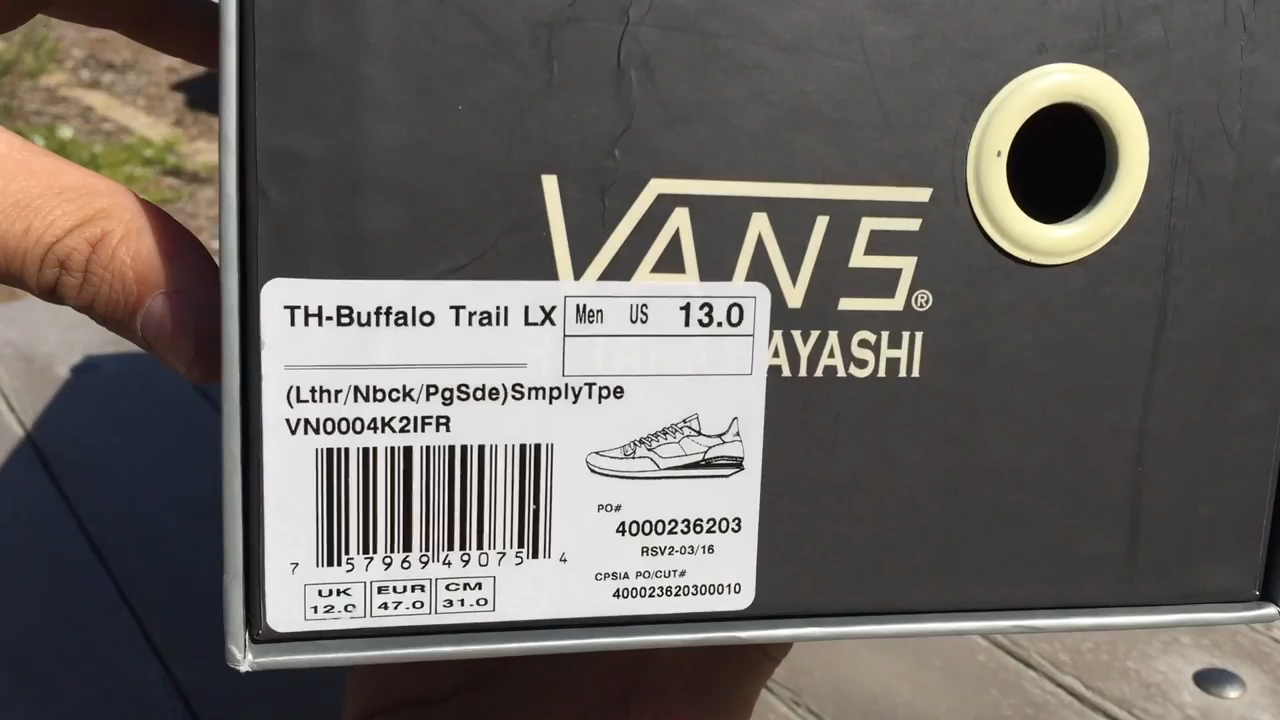 VANS®
AYASHI
TH-Buffalo Trail LX
Men US 13.0
(Lthr/Nbck/PgSde)SmplyTpe
VN0004K2IFR
7 57969 49075 4
PO#
4000236203
RSV2-03/16
CPSIA PO/CUT#
400023620300010
UK EUR CM
12.0 47.0 31.0